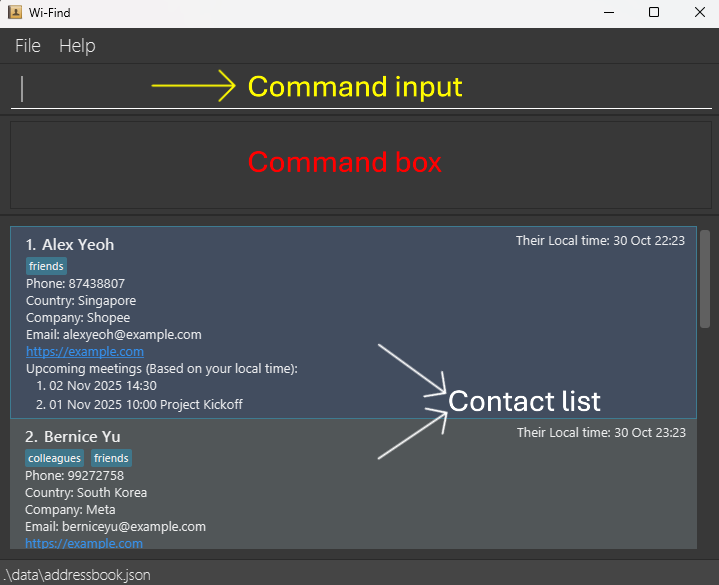 Wi-Find
File Help
Command input
Command box
1. Alex Yeoh
Their Local time: 30 Oct 22:23
friends
Phone: 87438807
Country: Singapore
Company: Shopee
Email: alexyeoh@example.com
https://example.com
Upcoming meetings (Based on your local time):
1. 02 Nov 2025 14:30
2. 01 Nov 2025 10:00 Project Kickoff
Contact list
2. Bernice Yu
Their Local time: 30 Oct 23:23
colleagues friends
Phone: 99272758
Country: South Korea
Company: Meta
Email: berniceyu@example.com
https://example.com
.\data\addressbook.json